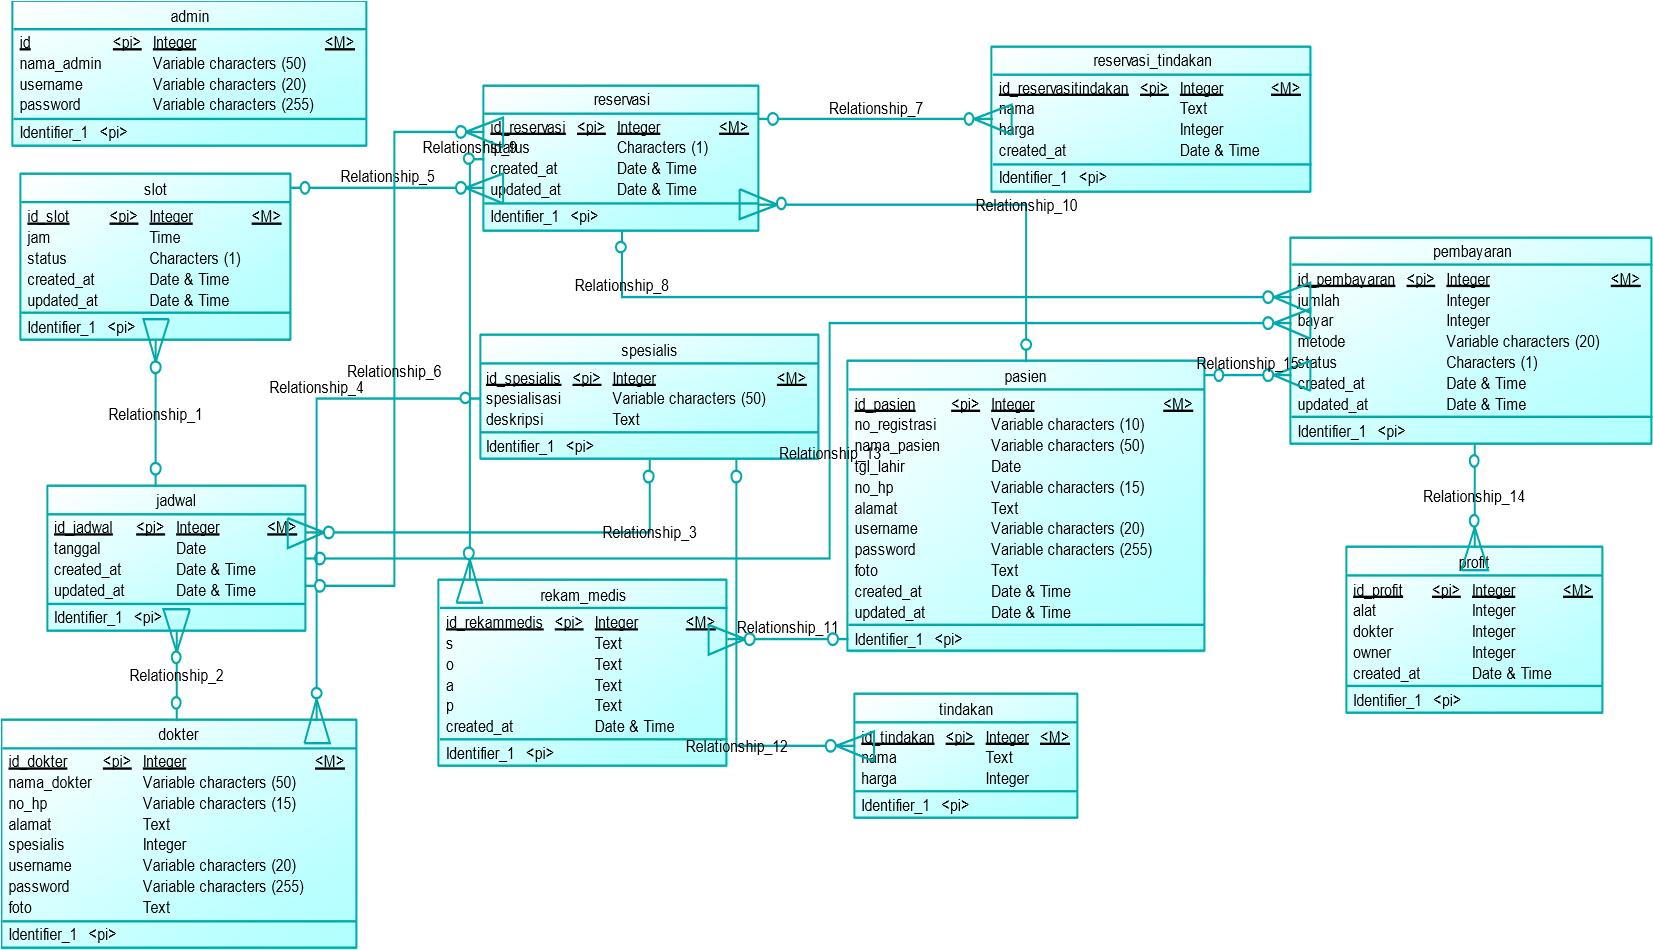 admin
id <pi> Integer <M>
nama_admin Variable characters (50)
username Variable characters (20)
password Variable characters (255)
Identifier_1 <pi>
slot
id_slot <pi> Integer <M>
jam Time
status Characters (1)
created_at Date & Time
updated_at Date & Time
Identifier_1 <pi>
reservasi
id_reservasi <pi> Integer <M>
status Characters (1)
created_at Date & Time
updated_at Date & Time
Identifier_1 <pi>
reservasi_tindakan
id_reservasitindakan <pi> Integer <M>
nama Text
harga Integer
created_at Date & Time
Identifier_1 <pi>
Relationship_7
Relationship_9
Relationship_5
Relationship_10
Relationship_8
pembayaran
id_pembayaran <pi> Integer <M>
jumlah Integer
bayar Integer
metode Variable characters (20)
status Characters (1)
created_at Date & Time
updated_at Date & Time
Identifier_1 <pi>
spesialis
id_spesialis <pi> Integer <M>
spesialisasi Variable characters (50)
deskripsi Text
Identifier_1 <pi>
pasien
id_pasien <pi> Integer <M>
no_registrasi Variable characters (10)
nama_pasien Variable characters (50)
tgl_lahir Date
no_hp Variable characters (15)
alamat Text
username Variable characters (20)
password Variable characters (255)
foto Text
created_at Date & Time
updated_at Date & Time
Identifier_1 <pi>
Relationship_15
Relationship_6
Relationship_4
Relationship_1
Relationship_13
Relationship_14
Relationship_3
jadwal
id_jadwal <pi> Integer <M>
tanggal Date
created_at Date & Time
updated_at Date & Time
Identifier_1 <pi>
profit
id_profit <pi> Integer <M>
alat Integer
dokter Integer
owner Integer
created_at Date & Time
Identifier_1 <pi>
rekam_medis
id_rekammedis <pi> Integer <M>
s Text
o Text
a Text
p Text
created_at Date & Time
Identifier_1 <pi>
Relationship_11
Relationship_2
Relationship_12
tindakan
id_tindakan <pi> Integer <M>
nama Text
harga Integer
Identifier_1 <pi>
dokter
id_dokter <pi> Integer <M>
nama_dokter Variable characters (50)
no_hp Variable characters (15)
alamat Text
spesialis Integer
username Variable characters (20)
password Variable characters (255)
foto Text
Identifier_1 <pi>